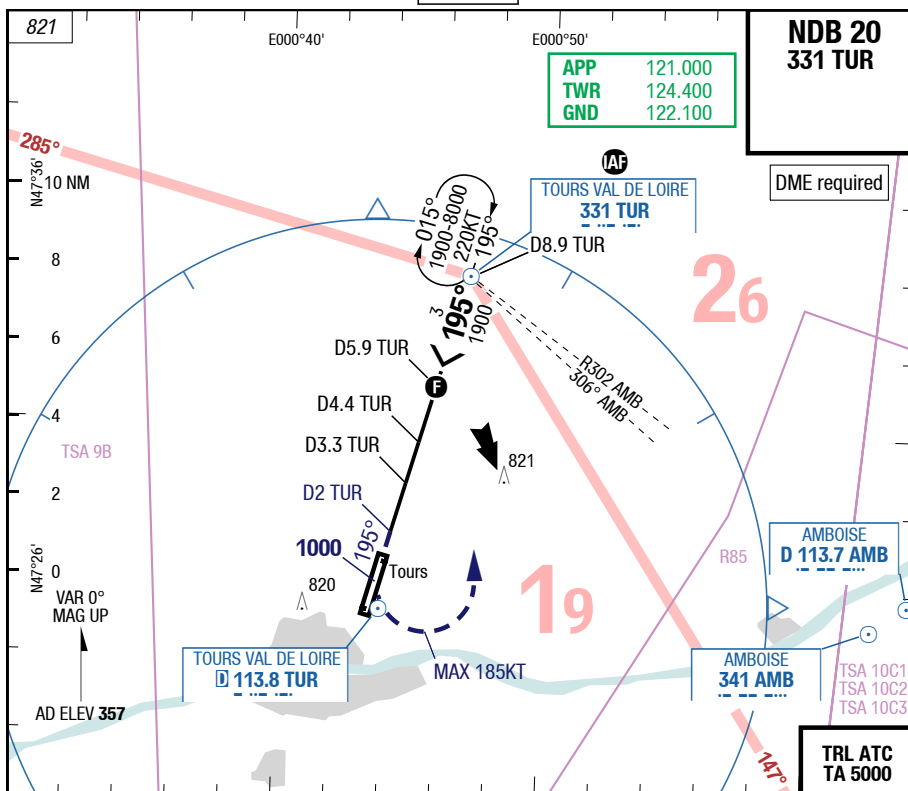 821
E000°40'
E000°50'
NDB 20
331 TUR
APP 121.000
TWR 124.400
GND 122.100
DME required
285°
N47°36'
10 NM
8
6
4
2
0
N47°26'
IAF
TOURS VAL DE LOIRE
331 TUR
D8.9 TUR
015°
1900-8000
220KT
195°
26
3
195°
1900
R302 AMB
306° AMB
D5.9 TUR
F
D4.4 TUR
D3.3 TUR
D2 TUR
195°
1000
Tours
821
820
TSA 9B
R85
19
AMBOISE
D 113.7 AMB
VAR 0°
MAG UP
AD ELEV 357
TOURS VAL DE LOIRE
D 113.8 TUR
MAX 185KT
AMBOISE
341 AMB
TSA 10C1
TSA 10C2
TSA 10C3
147°
TRL ATC
TA 5000